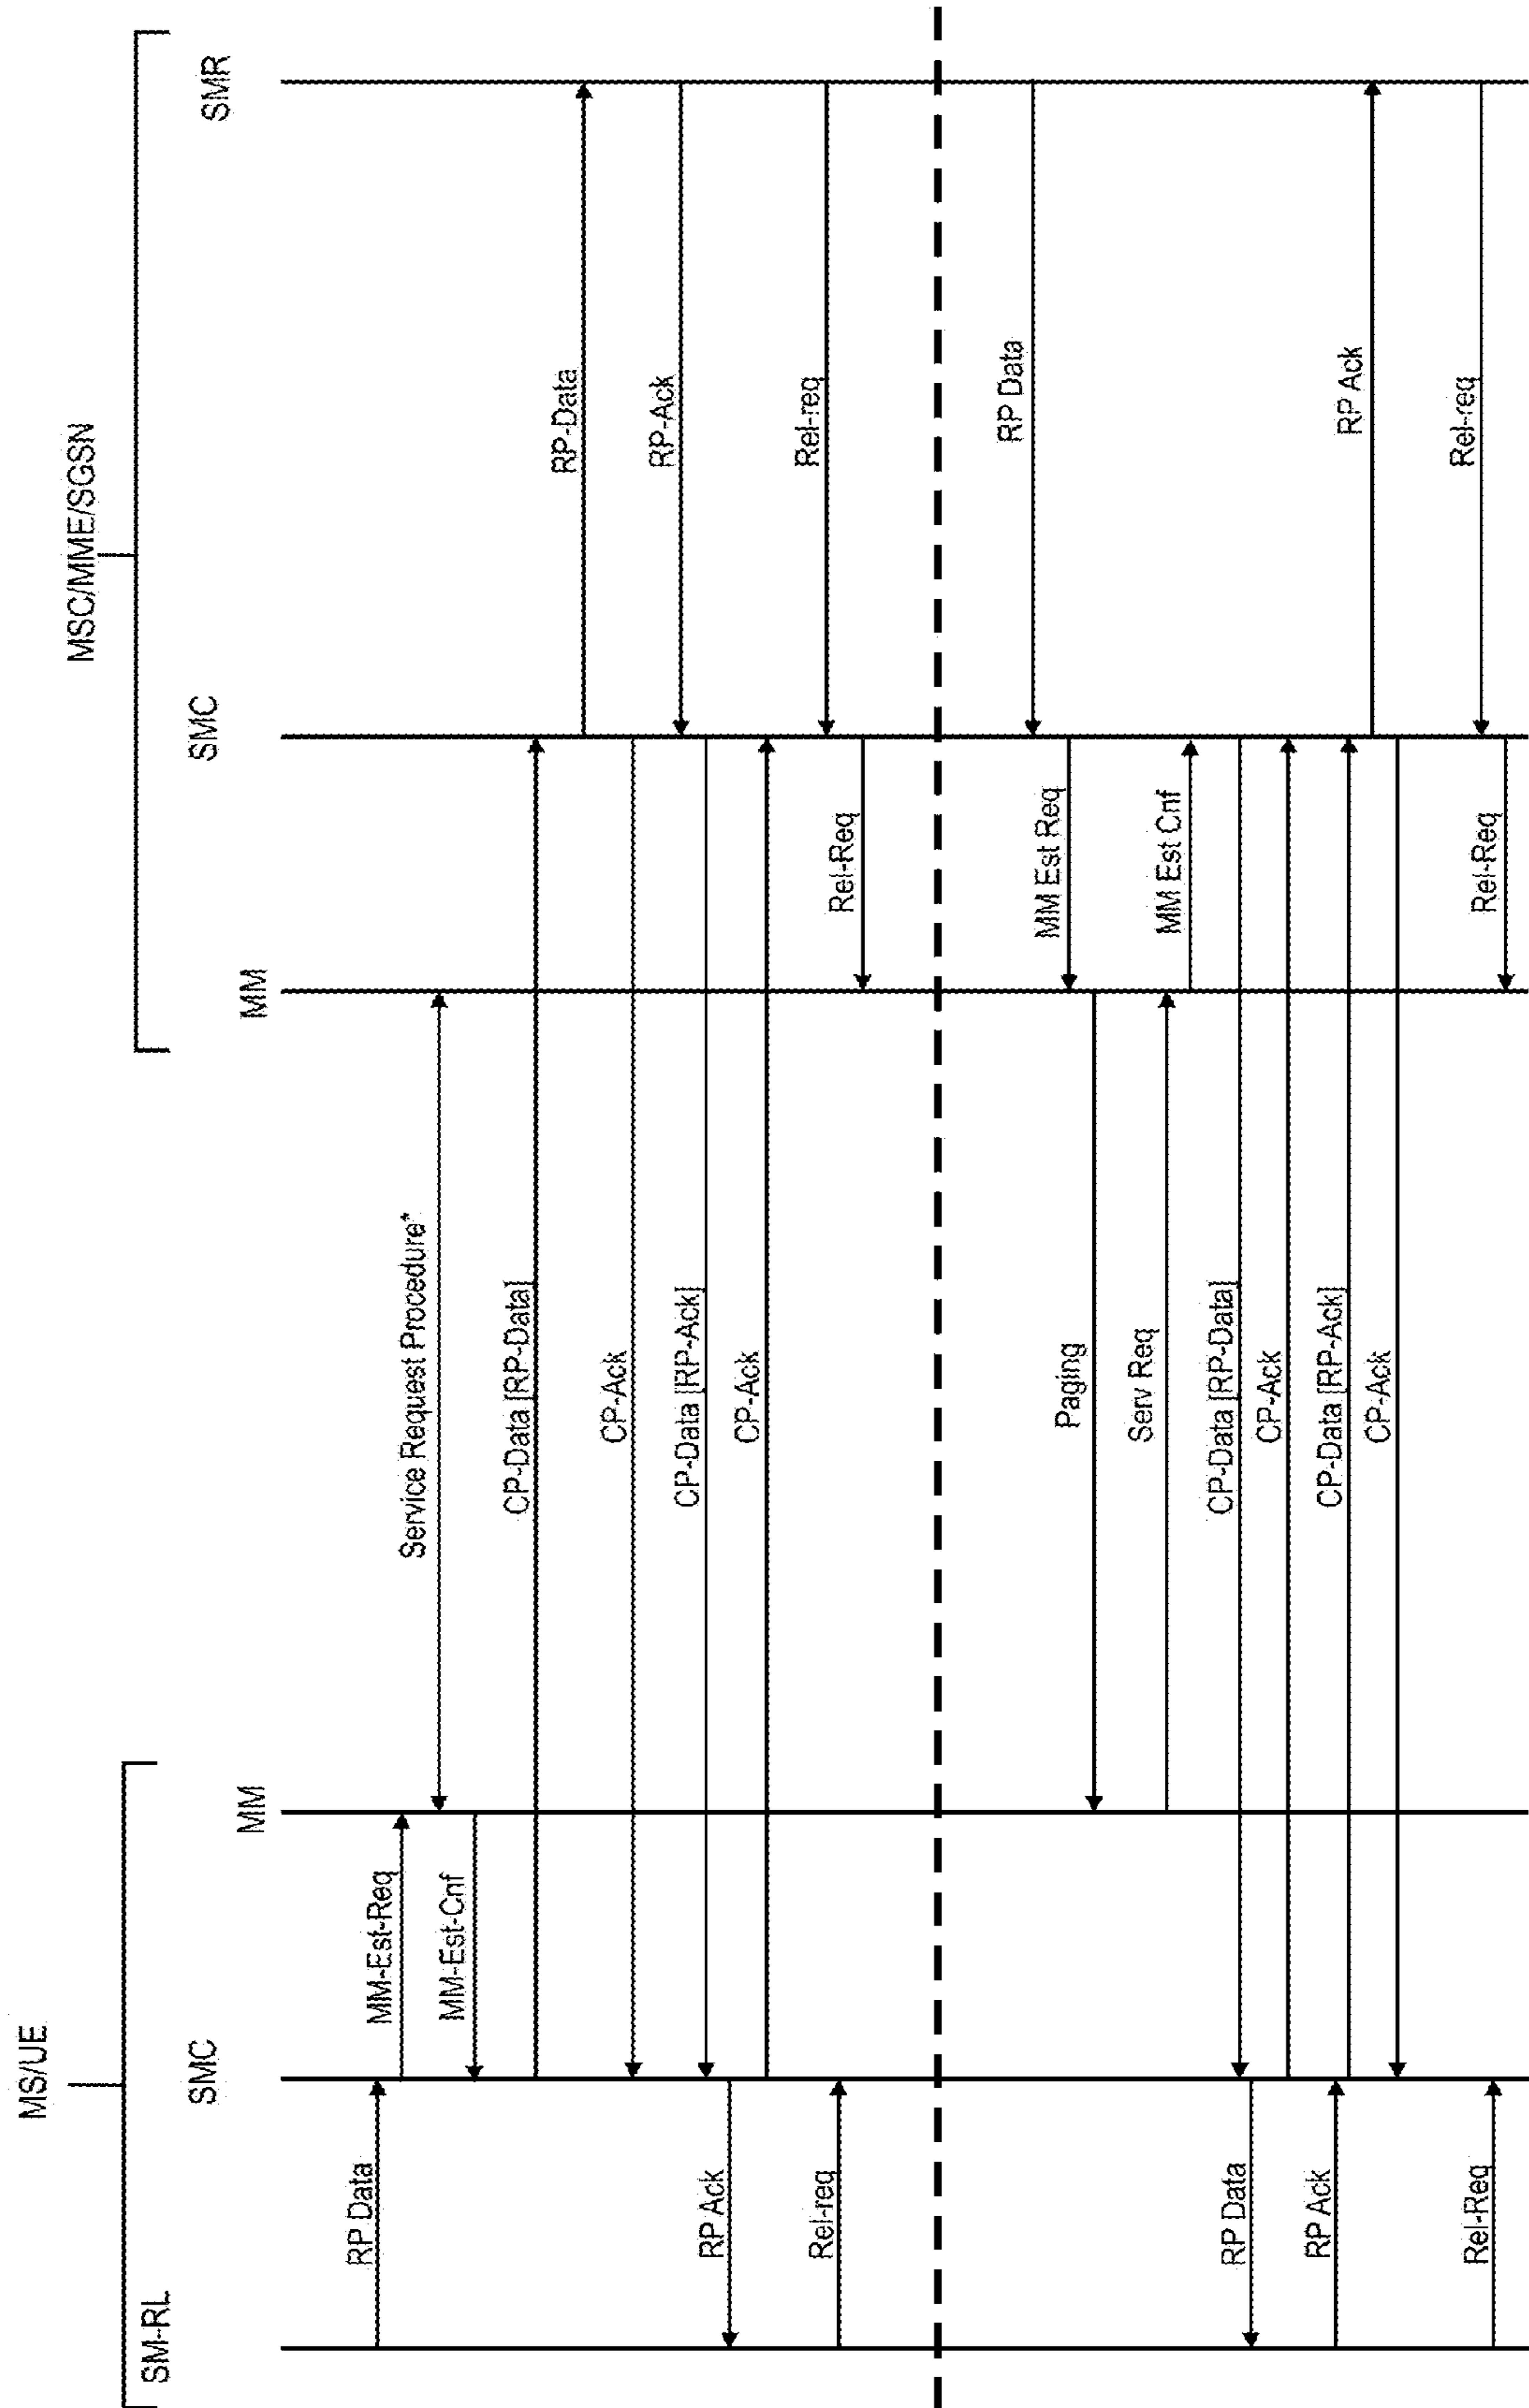 MS/UE
MSC/MME/SGSN
SM-RL
SMC
MM
MM
SMC
SMR
RP Data
MM-Est-Req
Service Request Procedure*
MM-Est-Cnf
CP-Data [RP-Data]
RP-Data
CP-Ack
RP-Ack
CP-Data [RP-Ack]
RP Ack
CP-Ack
Rel-req
Rel-req
Rel-Req
RP Data
MM Est Req
Paging
Serv Req
MM Est Cnf
CP-Data [RP-Data]
RP Data
CP-Ack
RP Ack
CP-Data [RP-Ack]
RP Ack
CP-Ack
Rel-req
Rel-Req
Rel-Req